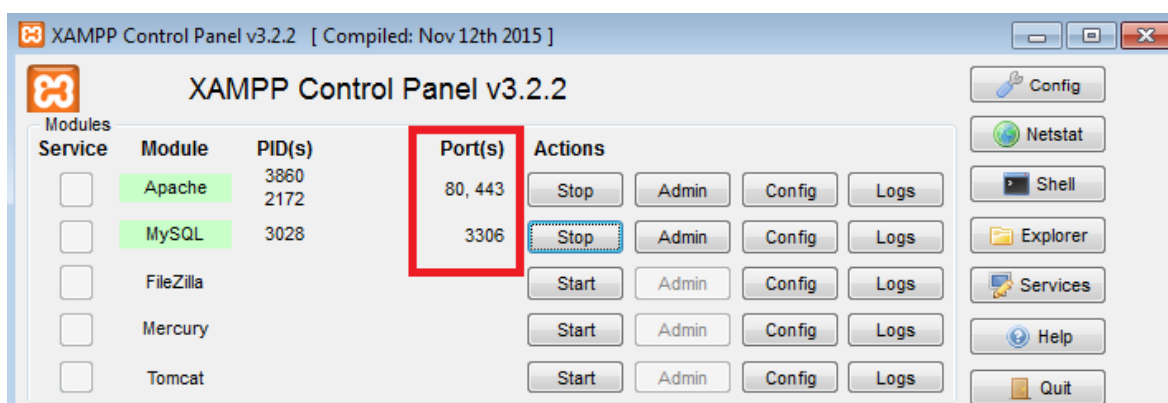 XAMPP Control Panel v3.2.2 [ Compiled: Nov 12th 2015 ]
XAMPP Control Panel v3.2.2
Config
Modules
Netstat
Service Module PID(s) Port(s) Actions
Apache 3860 2172 80, 443 Stop Admin Config Logs
Shell
MySQL 3028 3306 Stop Admin Config Logs
Explorer
FileZilla Start Admin Config Logs
Services
Mercury Start Admin Config Logs
Help
Tomcat Start Admin Config Logs
Quit